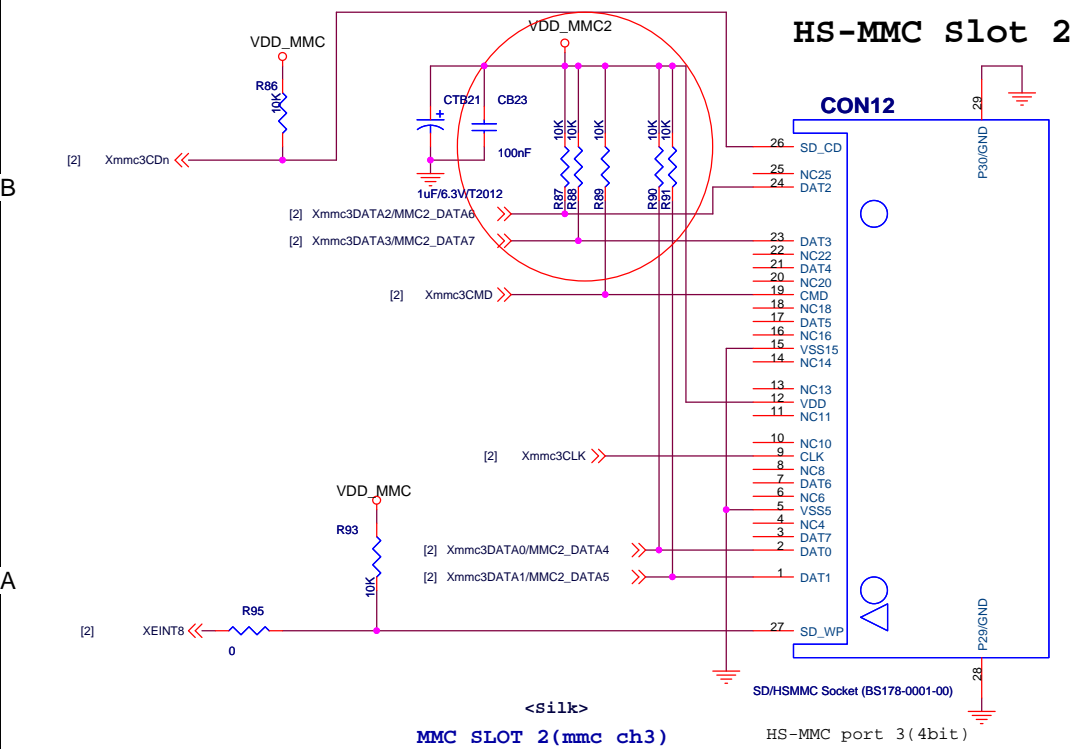 HS-MMC Slot 2
VDD_MMC
VDD_MMC2
R86
10K
CTB21
CB23
+
100nF
1uF/6.3V/T2012
10K
10K
10K
10K
10K
R87
R88
R89
R90
R91
CON12
29
P30/GND
B
[2] Xmmc3CDn
[2] Xmmc3DATA2/MMC2_DATA6
[2] Xmmc3DATA3/MMC2_DATA7
[2] Xmmc3CMD
26 SD_CD
25 NC25
24 DAT2
23 DAT3
22 NC22
21 DAT4
20 NC20
19 CMD
18 NC18
17 DAT5
16 NC16
15 VSS15
14 NC14
13 NC13
12 VDD
11 NC11
10 NC10
9 CLK
8 NC8
7 DAT6
6 NC6
5 VSS5
4 NC4
3 DAT7
2 DAT0
1 DAT1
27 SD_WP
[2] Xmmc3CLK
VDD_MMC
R93
10K
[2] Xmmc3DATA0/MMC2_DATA4
[2] Xmmc3DATA1/MMC2_DATA5
A
R95
[2] XEINT8
0
P29/GND
28
SD/HSMMC Socket (BS178-0001-00)
<Silk>
MMC SLOT 2(mmc ch3)
HS-MMC port 3(4bit)